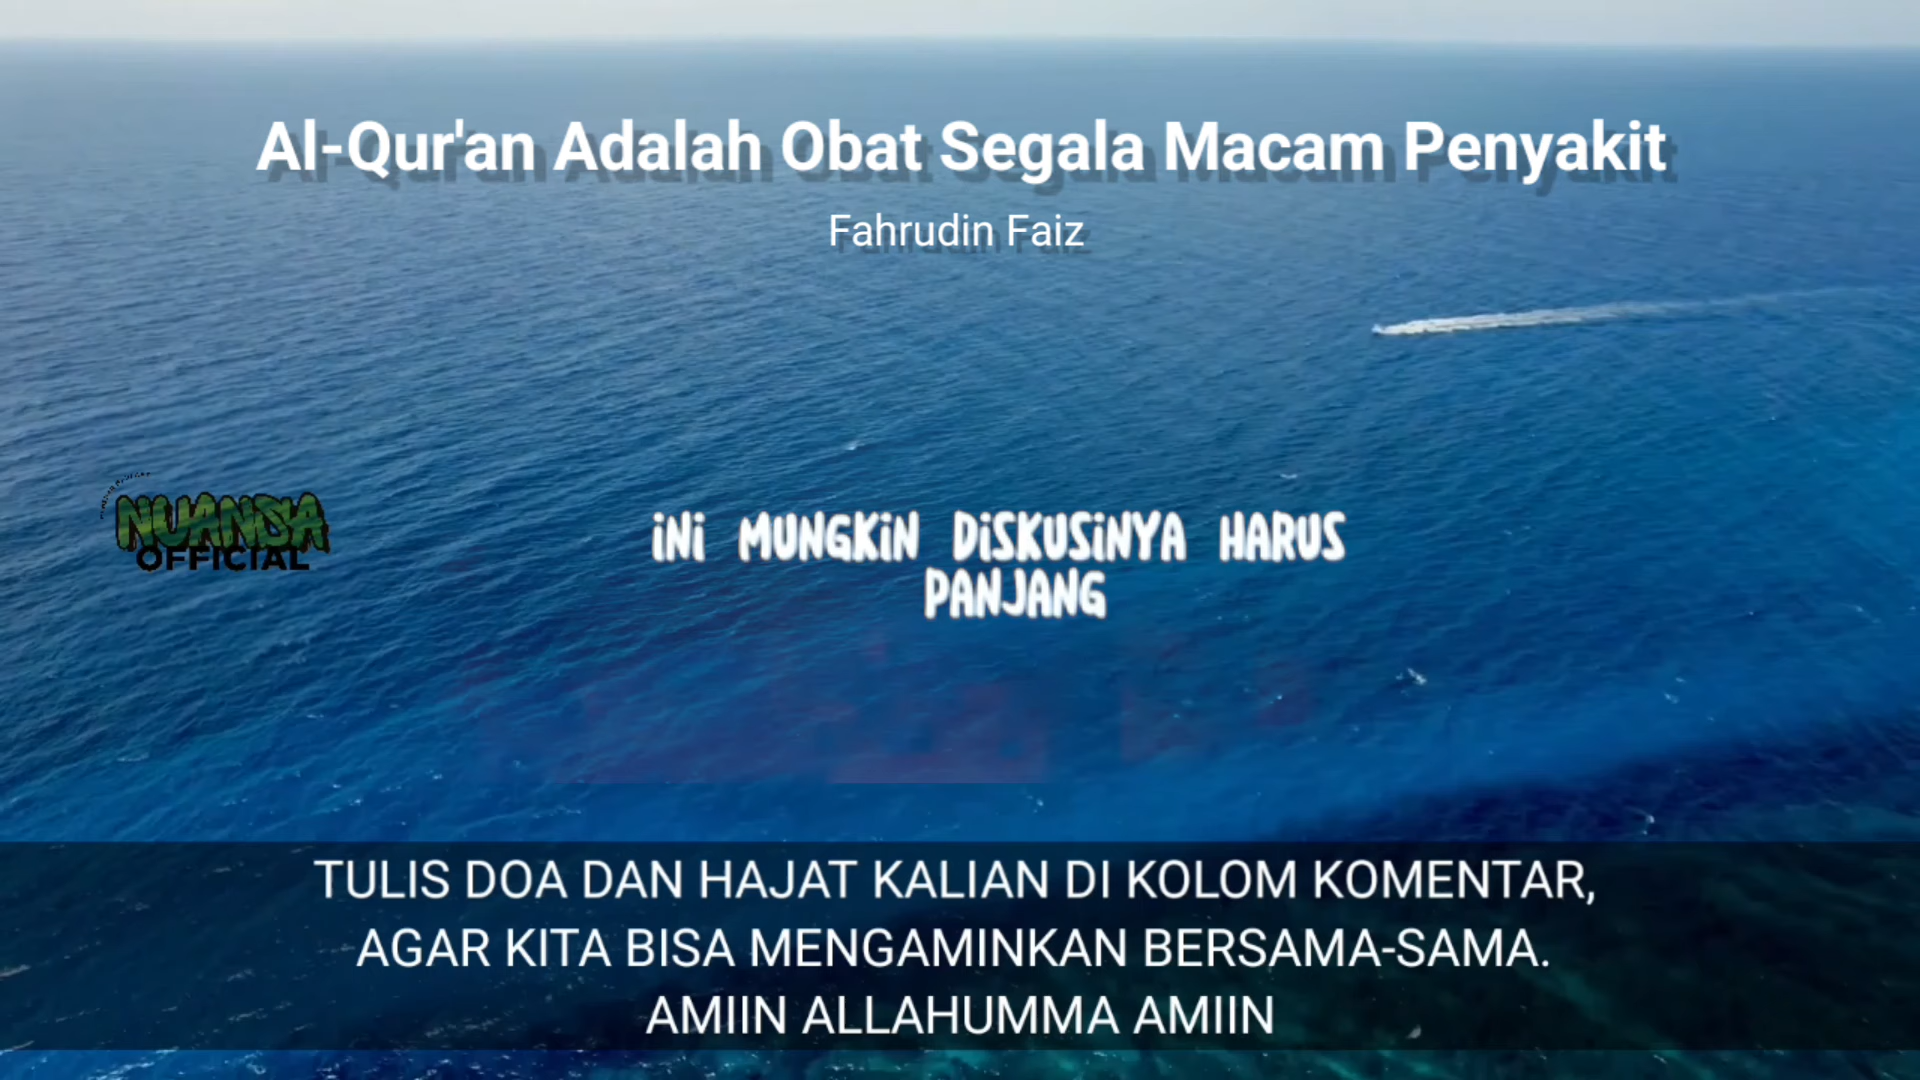 Al-Qur'an Adalah Obat Segala Macam Penyakit
Fahrudin Faiz
NUANSA
OFFICIAL
iNi MUNGKiN DiSKUSiNYA HARUS
PANJANG
TULIS DOA DAN HAJAT KALIAN DI KOLOM KOMENTAR,
AGAR KITA BISA MENGAMINKAN BERSAMA-SAMA.
AMIIN ALLAHUMMA AMIIN